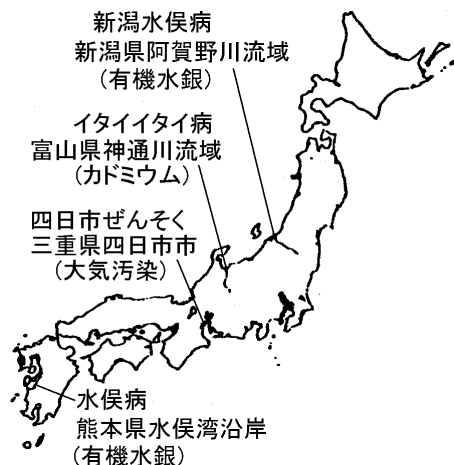 新潟水俣病
新潟県阿賀野川流域
(有機水銀)
イタイイタイ病
富山県神通川流域
(カドミウム)
四日市ぜんそく
三重県四日市市
(大気汚染)
水俣病
熊本県水俣湾沿岸
(有機水銀)